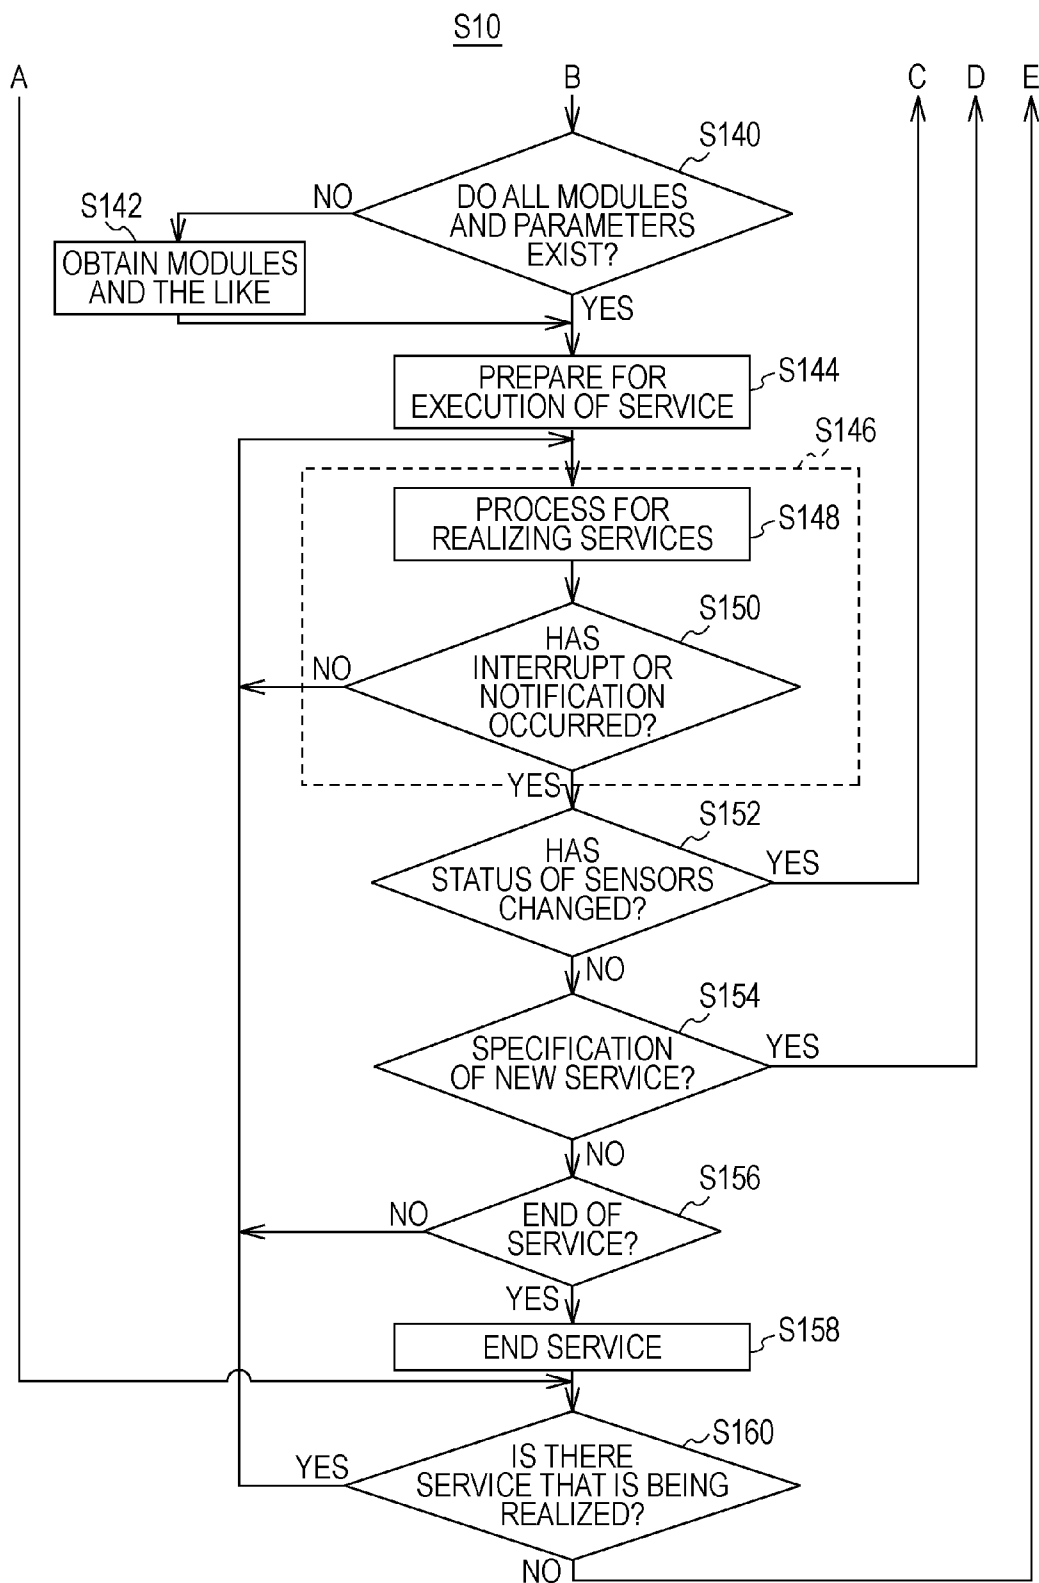 S10
A
B
C
D
E
S140
DO ALL MODULES
AND PARAMETERS
EXIST?
NO
S142
OBTAIN MODULES
AND THE LIKE
YES
PREPARE FOR
EXECUTION OF SERVICE
S144
S146
PROCESS FOR
REALIZING SERVICES
S148
S150
HAS
INTERRUPT OR
NOTIFICATION
OCCURRED?
NO
YES
S152
HAS
STATUS OF SENSORS
CHANGED?
YES
NO
S154
SPECIFICATION
OF NEW SERVICE?
YES
NO
S156
END OF
SERVICE?
NO
YES
END SERVICE
S158
S160
IS THERE
SERVICE THAT IS BEING
REALIZED?
YES
NO